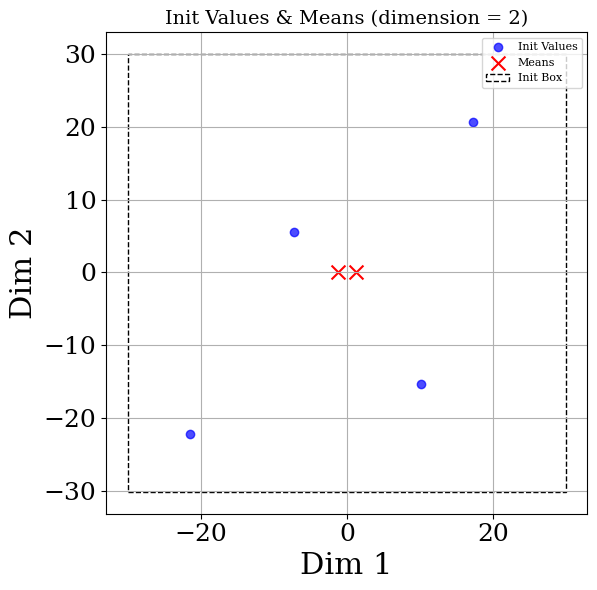 Init Values & Means (dimension = 2)
Init Values
Means
Init Box
30
20
10
0
−10
−20
−30
Dim 2
−20
0
20
Dim 1